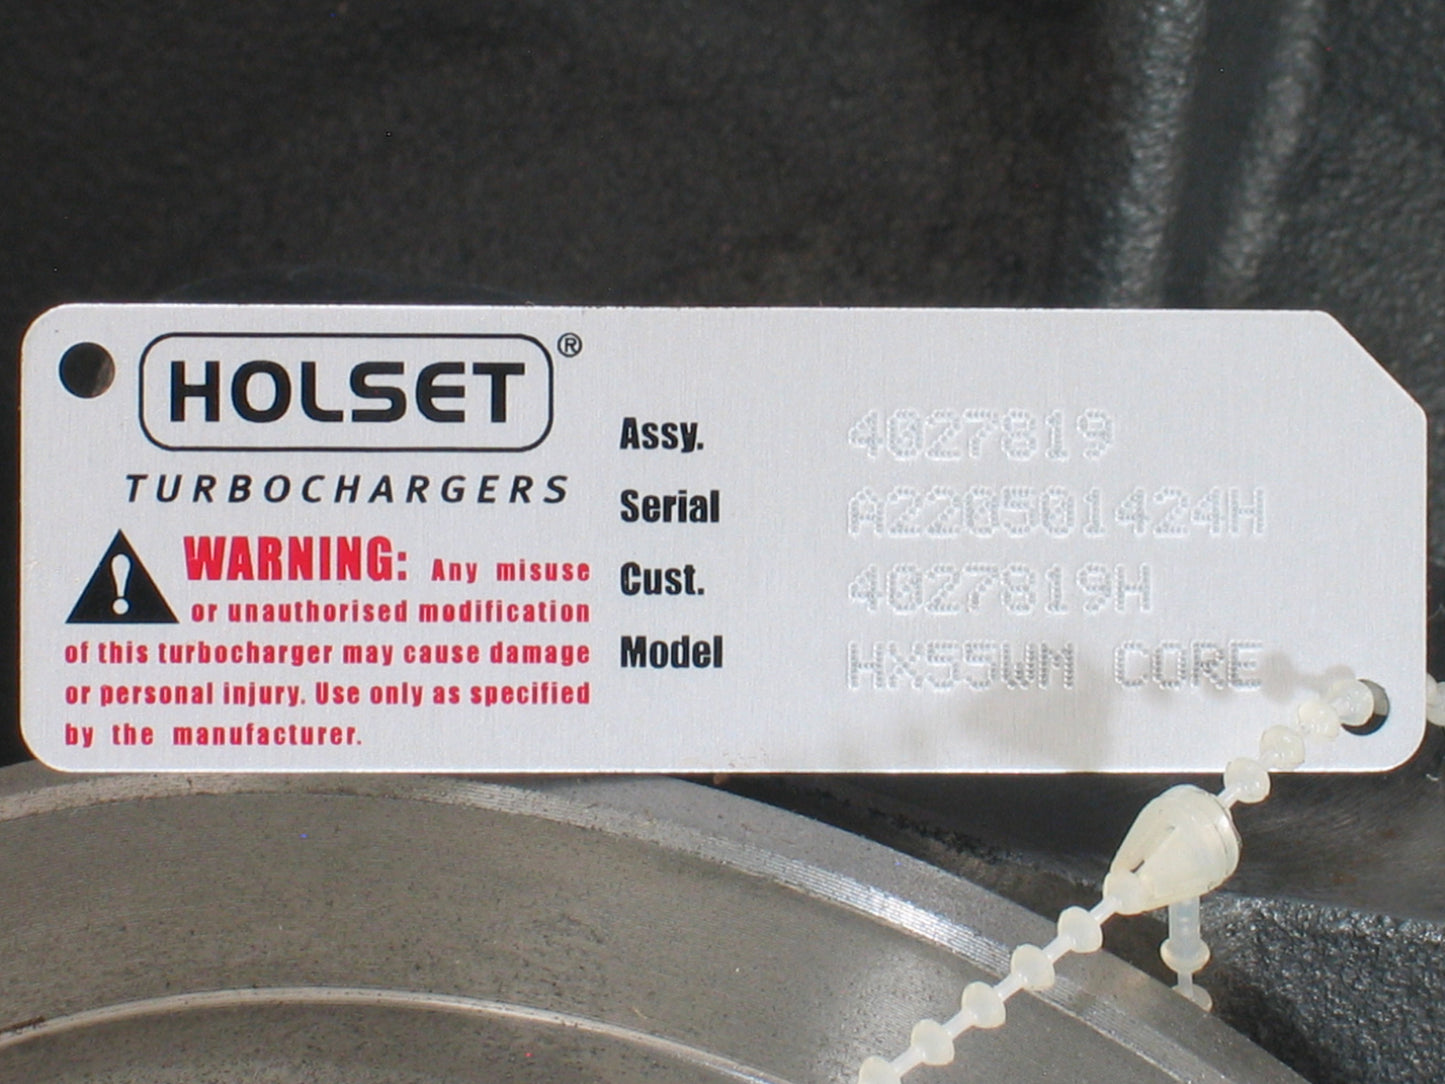 HOLSET®
TURBOCHARGERS
WARNING: Any misuse
or unauthorised modification
of this turbocharger may cause damage
or personal injury. Use only as specified
by the manufacturer.
Assy. 4027819
Serial A220501424H
Cust. 4027819H
Model HX55WM CORE